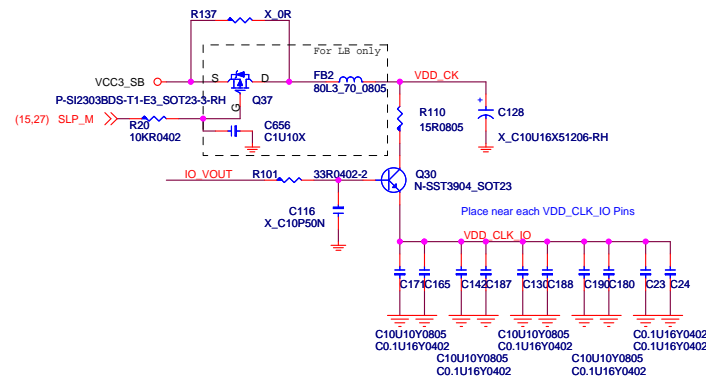 R137 X_0R
For LB only
VCC3_SB S D FB2 VDD_CK
80L3_70_0805
P-SI2303BDS-T1-E3_SOT23-3-RH Q37
G
(15,27) SLP_M R20 C656 R110 C128
10KR0402 C1U10X 15R0805 X_C10U16X51206-RH
+
IO_VOUT R101 33R0402-2 Q30
N-SST3904_SOT23
C116 Place near each VDD_CLK_IO Pins
X_C10P50N
VDD_CLK_IO
C171 C165 C142 C187 C130 C188 C190 C180 C23 C24
C10U10Y0805 C10U10Y0805 C0.1U16Y0402
C0.1U16Y0402 C0.1U16Y0402 C0.1U16Y0402
C10U10Y0805 C10U10Y0805
C0.1U16Y0402 C0.1U16Y0402